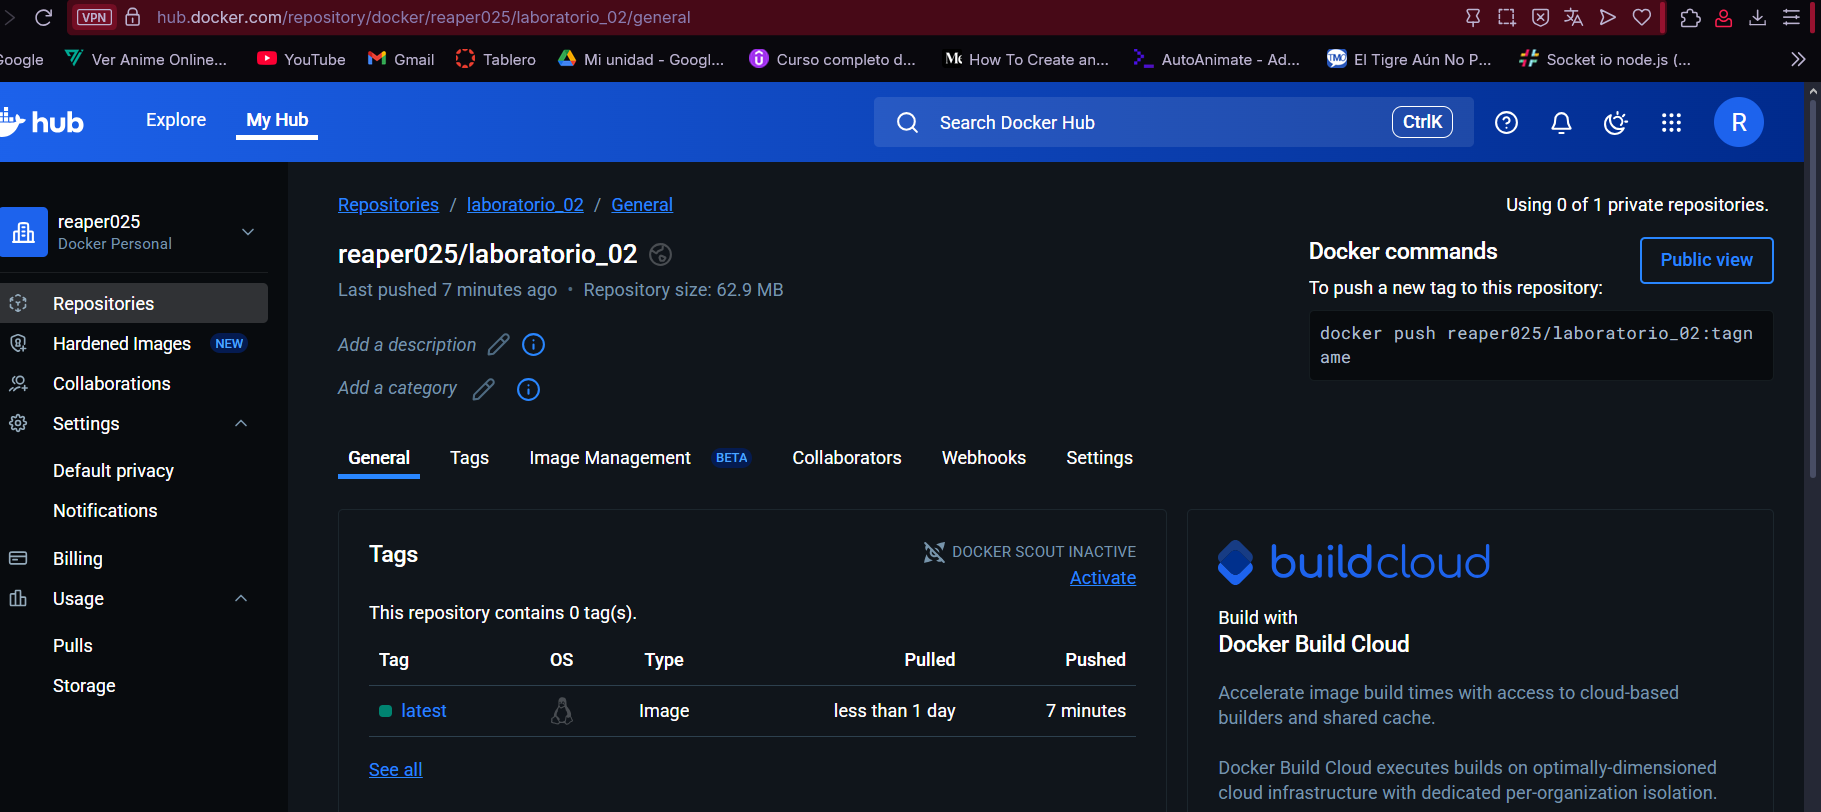 VPN
hub.docker.com/repository/docker/reaper025/laboratorio_02/general
Google
Ver Anime Online...
YouTube
Gmail
Tablero
Mi unidad - Googl...
Curso completo d...
How To Create an...
AutoAnimate - Ad...
El Tigre Aún No P...
Socket io node.js (...
hub
Explore
My Hub
Search Docker Hub
CtrlK
R
reaper025
Docker Personal
Repositories
Hardened Images NEW
Collaborations
Settings
Default privacy
Notifications
Billing
Usage
Pulls
Storage
Repositories / laboratorio_02 / General
Using 0 of 1 private repositories.
reaper025/laboratorio_02
Last pushed 7 minutes ago • Repository size: 62.9 MB
Add a description
Add a category
Docker commands
Public view
To push a new tag to this repository:
docker push reaper025/laboratorio_02:tagn
ame
General
Tags
Image Management BETA
Collaborators
Webhooks
Settings
Tags
DOCKER SCOUT INACTIVE
Activate
This repository contains 0 tag(s).
Tag OS Type Pulled Pushed
latest Image less than 1 day 7 minutes
See all
buildcloud
Build with
Docker Build Cloud
Accelerate image build times with access to cloud-based
builders and shared cache.
Docker Build Cloud executes builds on optimally-dimensioned
cloud infrastructure with dedicated per-organization isolation.